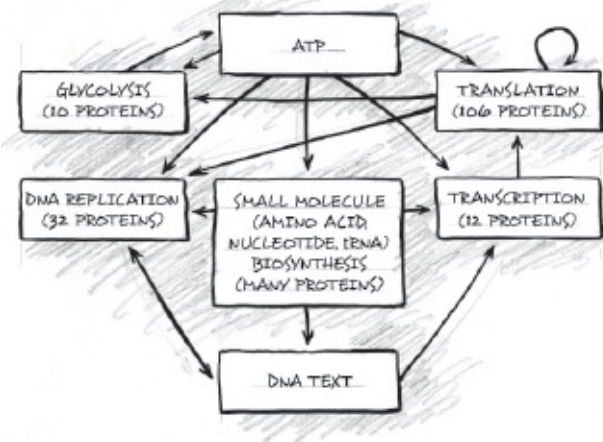 ATP
GLYCOLYSIS
(10 PROTEINS)
TRANSLATION
(106 PROTEINS)
DNA REPLICATION
(32 PROTEINS)
SMALL MOLECULE
(AMINO ACID,
NUCLEOTIDE, tRNA)
BIOSYNTHESIS
(MANY PROTEINS)
TRANSCRIPTION
(12 PROTEINS)
DNA TEXT